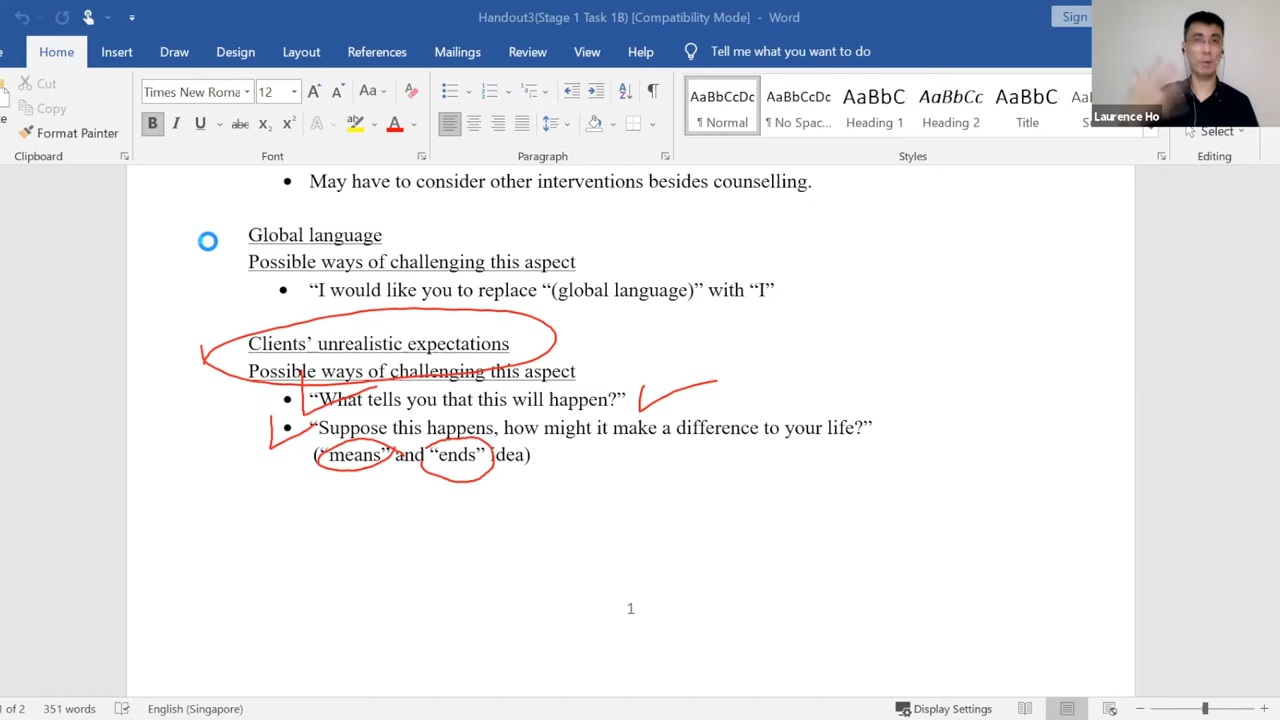 Handout3(Stage 1 Task 1B) [Compatibility Mode] - Word
Sign
Home Insert Draw Design Layout References Mailings Review View Help Tell me what you want to do
Cut
Copy
Format Painter
Clipboard
Times New Roma 12
Font
Paragraph
AaBbCcDc AaBbCcDc AaBbC AaBbCc AaBbC
¶ Normal ¶ No Spac... Heading 1 Heading 2 Title
Styles
Laurence Ho
Select
Editing
• May have to consider other interventions besides counselling.
Global language
Possible ways of challenging this aspect
• “I would like you to replace “(global language)” with “I”
Clients’ unrealistic expectations
Possible ways of challenging this aspect
• “What tells you that this will happen?”
• “Suppose this happens, how might it make a difference to your life?”
(“means” and “ends” idea)
1
of 2 351 words English (Singapore) Display Settings